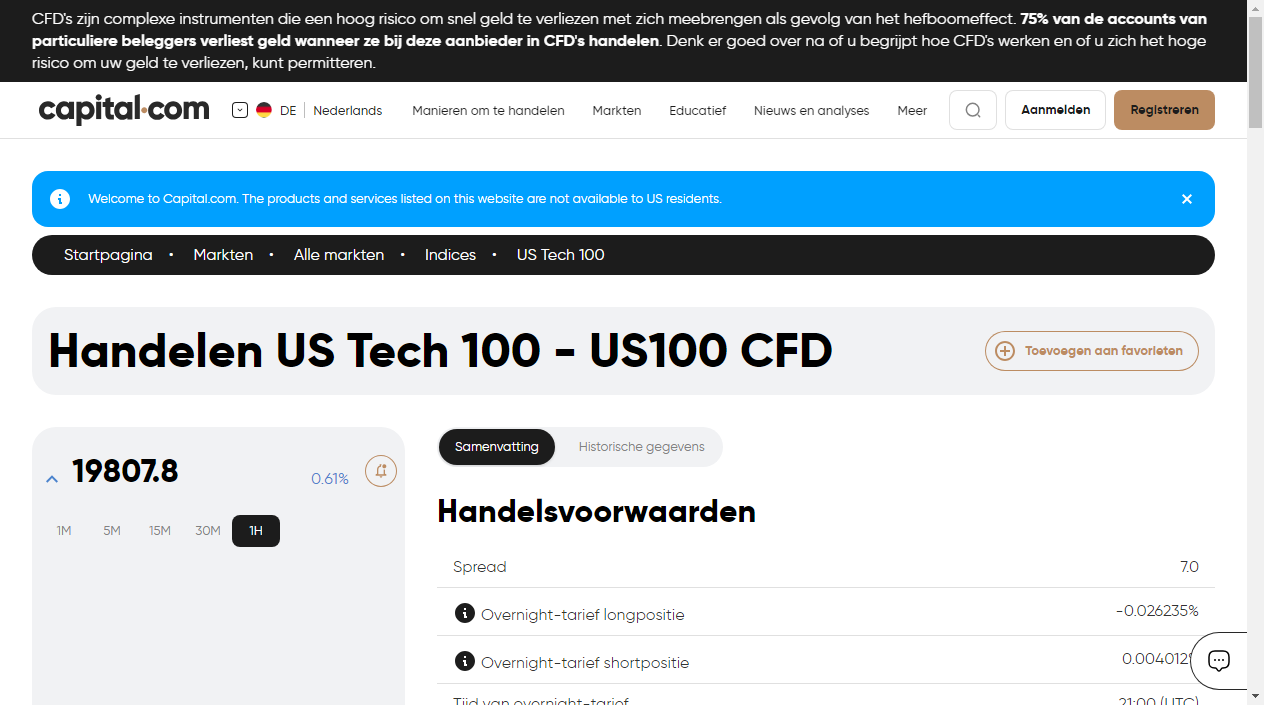 CFD's zijn complexe instrumenten die een hoog risico om snel geld te verliezen met zich meebrengen als gevolg van het hefboomeffect. 75% van de accounts van
particuliere beleggers verliest geld wanneer ze bij deze aanbieder in CFD's handelen. Denk er goed over na of u begrijpt hoe CFD's werken en of u zich het hoge
risico om uw geld te verliezen, kunt permitteren.
capital.com DE Nederlands Manieren om te handelen Markten Educatief Nieuws en analyses Meer Aanmelden Registreren
Welcome to Capital.com. The products and services listed on this website are not available to US residents.
Startpagina • Markten • Alle markten • Indices • US Tech 100
Handelen US Tech 100 - US100 CFD
Toevoegen aan favorieten
19807.8 0.61%
1M 5M 15M 30M 1H
Samenvatting Historische gegevens
Handelsvoorwaarden
Spread 7.0
Overnight-tarief longpositie -0.026235%
Overnight-tarief shortpositie 0.004012%
Tijd van overnight-tarief 21:00 (UTC)